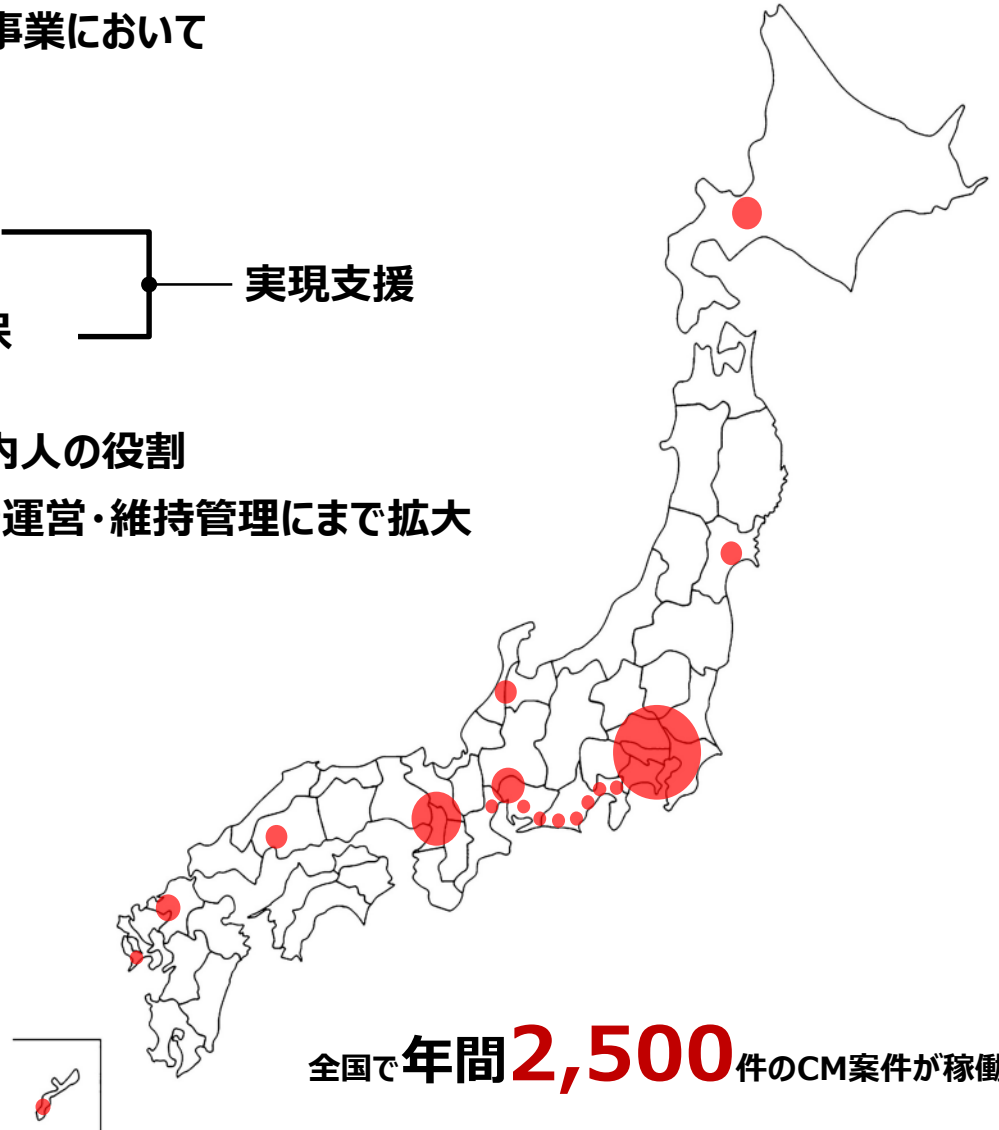 事業において
実現支援
保
内人の役割
運営・維持管理にまで拡大
全国で年間2,500件のCM案件が稼働